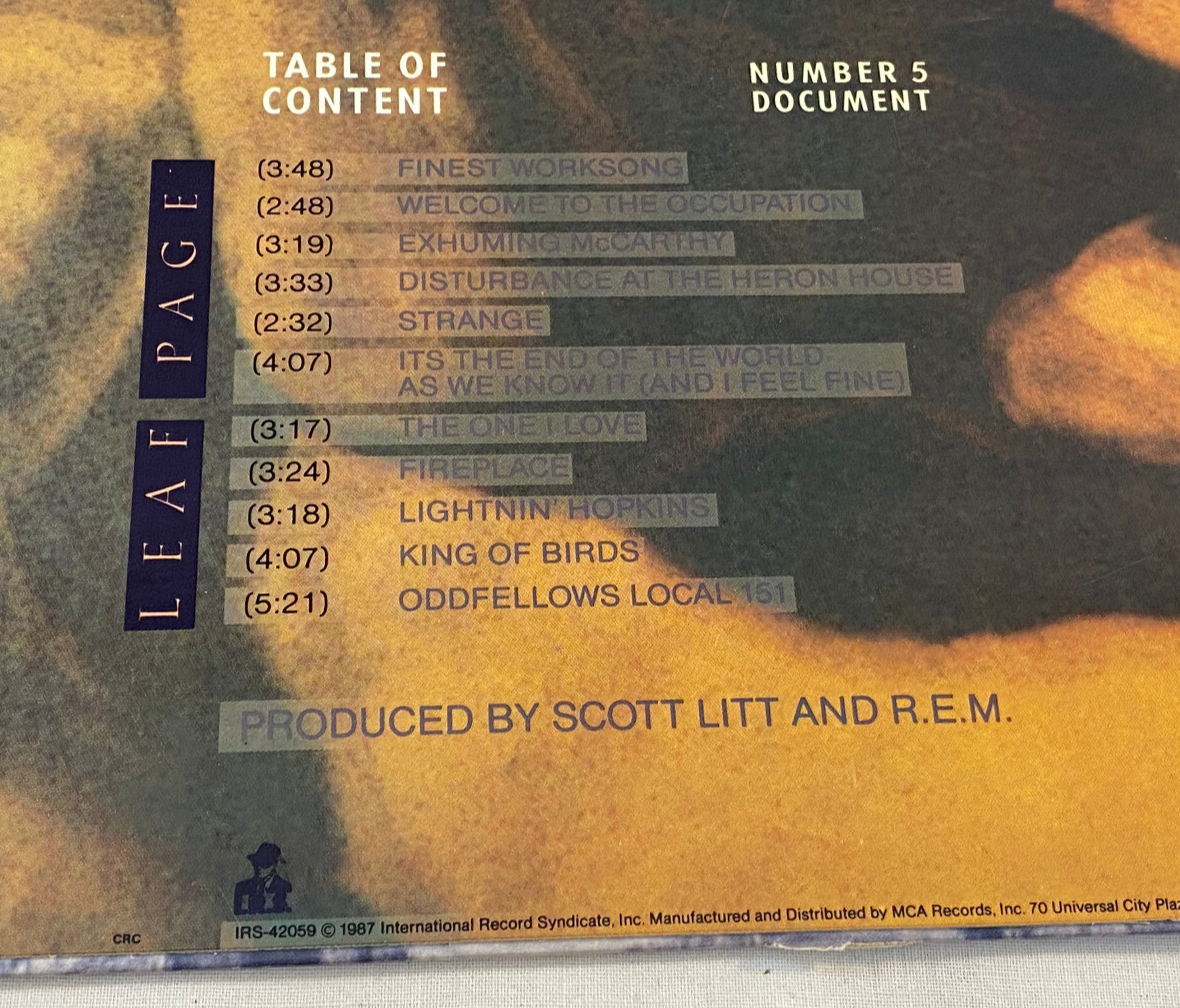 TABLE OF
CONTENT
NUMBER 5
DOCUMENT
PAGE
(3:48) FINEST WORKSONG
(2:48) WELCOME TO THE OCCUPATION
(3:19) EXHUMING McCARTHY
(3:33) DISTURBANCE AT THE HERON HOUSE
(2:32) STRANGE
(4:07) ITS THE END OF THE WORLD
AS WE KNOW IT (AND I FEEL FINE)
LEAF
(3:17) THE ONE I LOVE
(3:24) FIREPLACE
(3:18) LIGHTNIN' HOPKINS
(4:07) KING OF BIRDS
(5:21) ODDFELLOWS LOCAL 151
PRODUCED BY SCOTT LITT AND R.E.M.
CRC
IRS-42059 © 1987 International Record Syndicate, Inc. Manufactured and Distributed by MCA Records, Inc. 70 Universal City